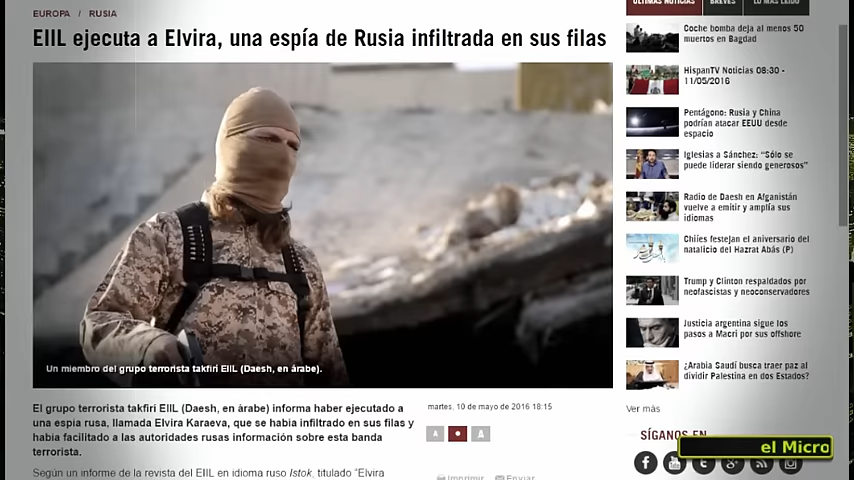 EUROPA / RUSIA
EIIL ejecuta a Elvira, una espía de Rusia infiltrada en sus filas
Un miembro del grupo terrorista takfirí EIIL (Daesh, en árabe).
El grupo terrorista takfirí EIIL (Daesh, en árabe) informa haber ejecutado a
una espía rusa, llamada Elvira Karaeva, que se había infiltrado en sus filas y
había facilitado a las autoridades rusas información sobre esta banda
terrorista.
Según un informe de la revista del EIIL en idioma ruso Istok, titulado “Elvira
martes, 10 de mayo de 2016 18:15
A
A
Imprimir
Enviar
ÚLTIMAS NOTICIAS
BREVES
LO MÁS LEÍDO
Coche bomba deja al menos 50
muertos en Bagdad
HispanTV Noticias 08:30 -
11/05/2016
Pentágono: Rusia y China
podrían atacar EEUU desde
espacio
Iglesias a Sánchez: “Sólo se
puede liderar siendo generosos”
Radio de Daesh en Afganistán
vuelve a emitir y amplía sus
idiomas
Chiíes festejan el aniversario del
natalicio del Hazrat Abás (P)
Trump y Clinton respaldados por
neofascistas y neoconservadores
Justicia argentina sigue los
pasos a Macri por sus offshore
¿Arabia Saudí busca traer paz al
dividir Palestina en dos Estados?
Ver más
SÍGANOS EN
el Micro